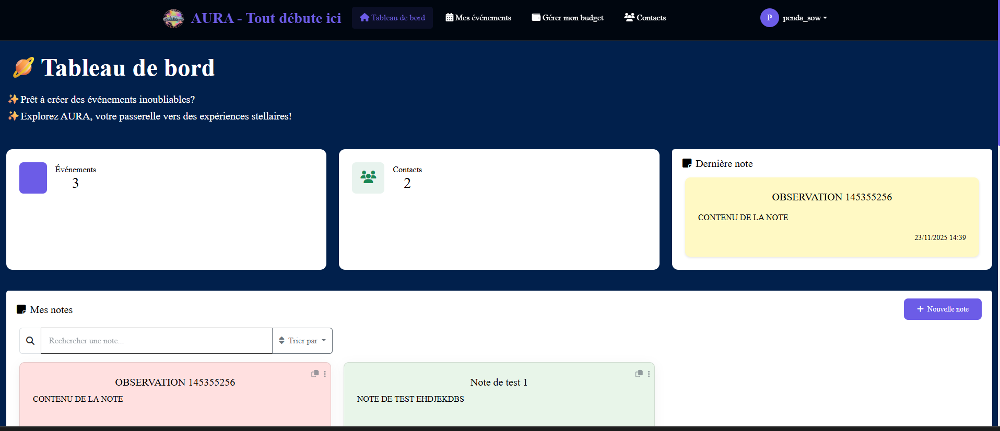 AURA - Tout débute ici
Tableau de bord
Mes événements
Gérer mon budget
Contacts
P
penda_sow
Tableau de bord
Prêt à créer des événements inoubliables?
Explorez AURA, votre passerelle vers des expériences stellaires!
Événements
3
Contacts
2
Dernière note
OBSERVATION 145355256
CONTENU DE LA NOTE
23/11/2025 14:39
Mes notes
Nouvelle note
Rechercher une note...
Trier par
OBSERVATION 145355256
CONTENU DE LA NOTE
Note de test 1
NOTE DE TEST EHDJEKDBS